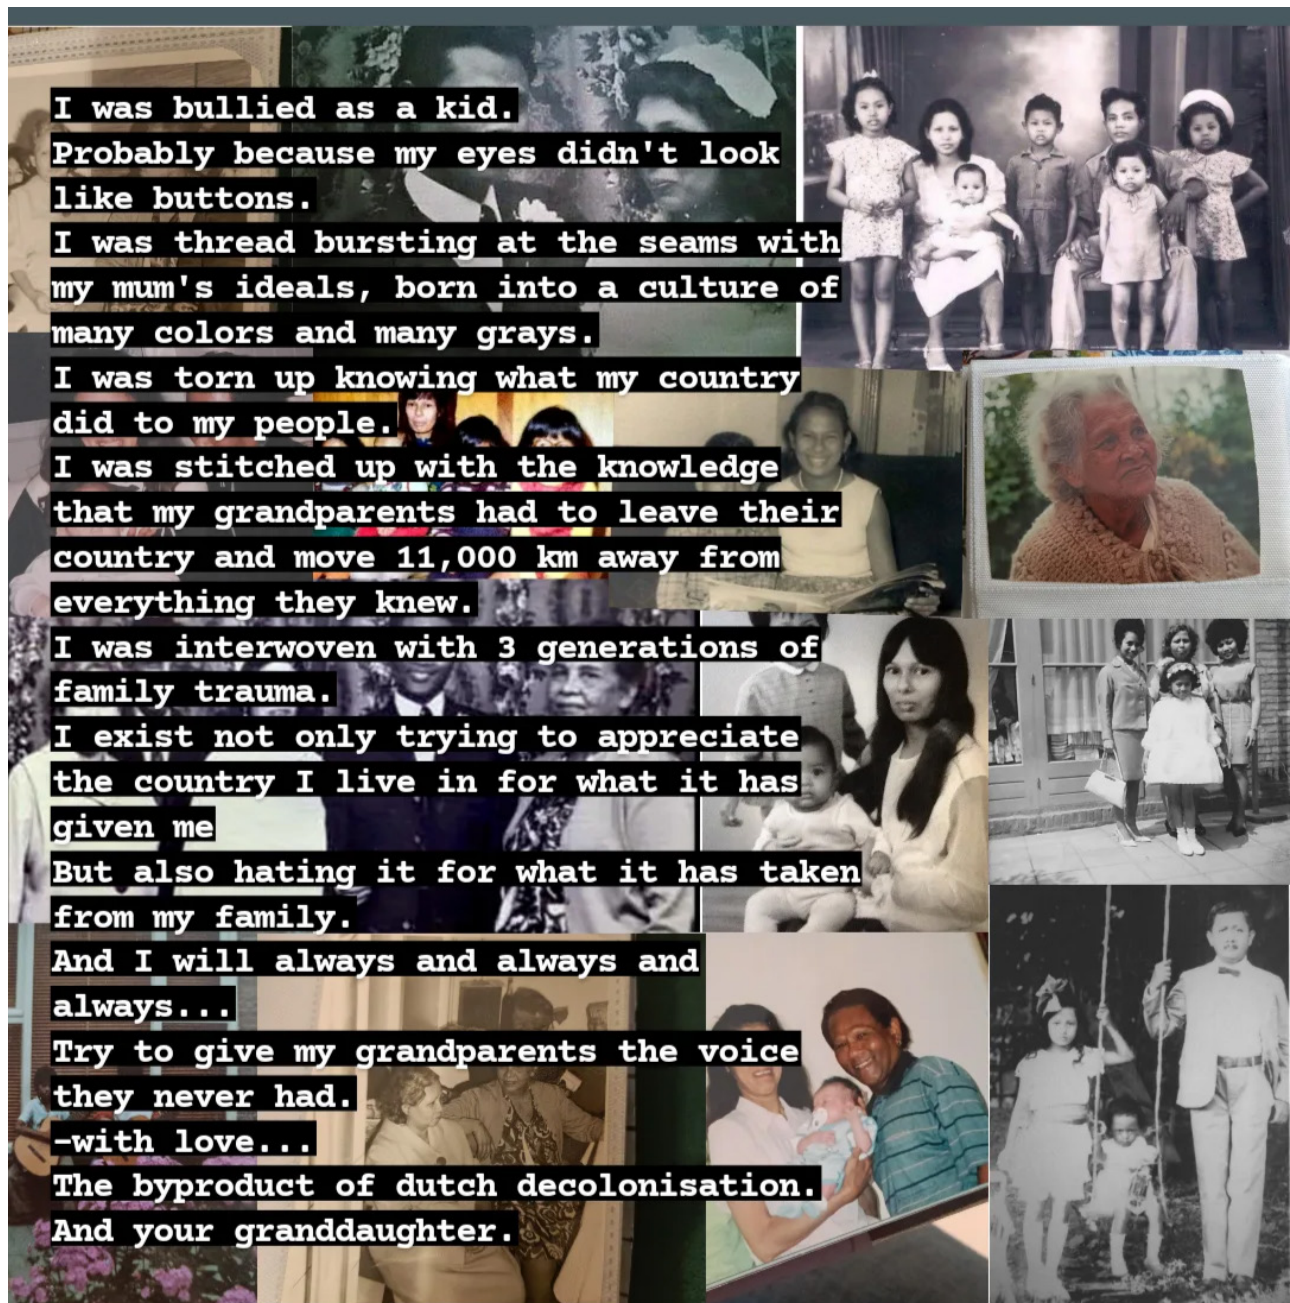 I was bullied as a kid.
Probably because my eyes didn't look
like buttons.
I was thread bursting at the seams with
my mum's ideals, born into a culture of
many colors and many grays.
I was torn up knowing what my country
did to my people.
I was stitched up with the knowledge
that my grandparents had to leave their
country and move 11,000 km away from
everything they knew.
I was interwoven with 3 generations of
family trauma.
I exist not only trying to appreciate
the country I live in for what it has
given me
But also hating it for what it has taken
from my family.
And I will always and always and
always...
Try to give my grandparents the voice
they never had.
-with love...
The byproduct of dutch decolonisation.
And your granddaughter.